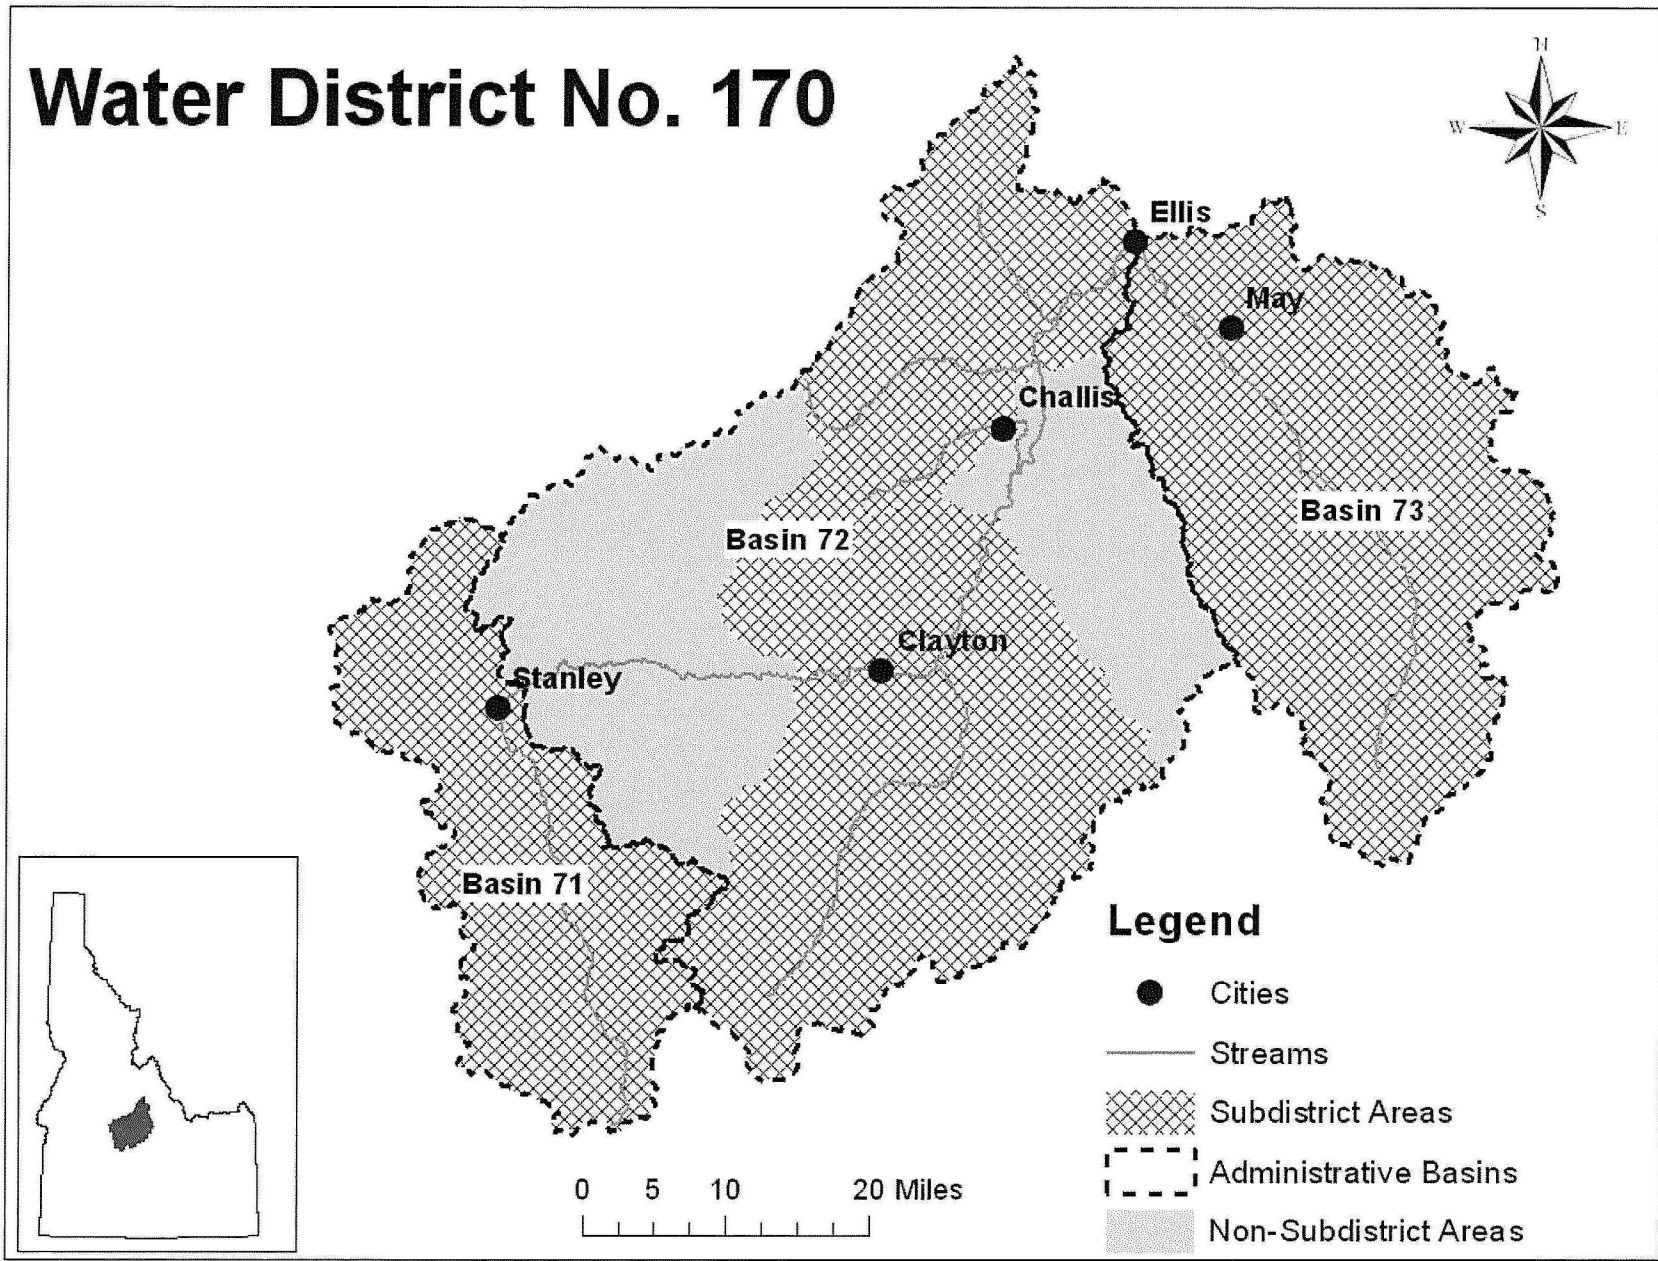 Water District No. 170
N
W
E
S
Ellis
May
Challis
Basin 73
Basin 72
Clayton
Stanley
Basin 71
Legend
Cities
Streams
Subdistrict Areas
Administrative Basins
Non-Subdistrict Areas
0 5 10 20 Miles